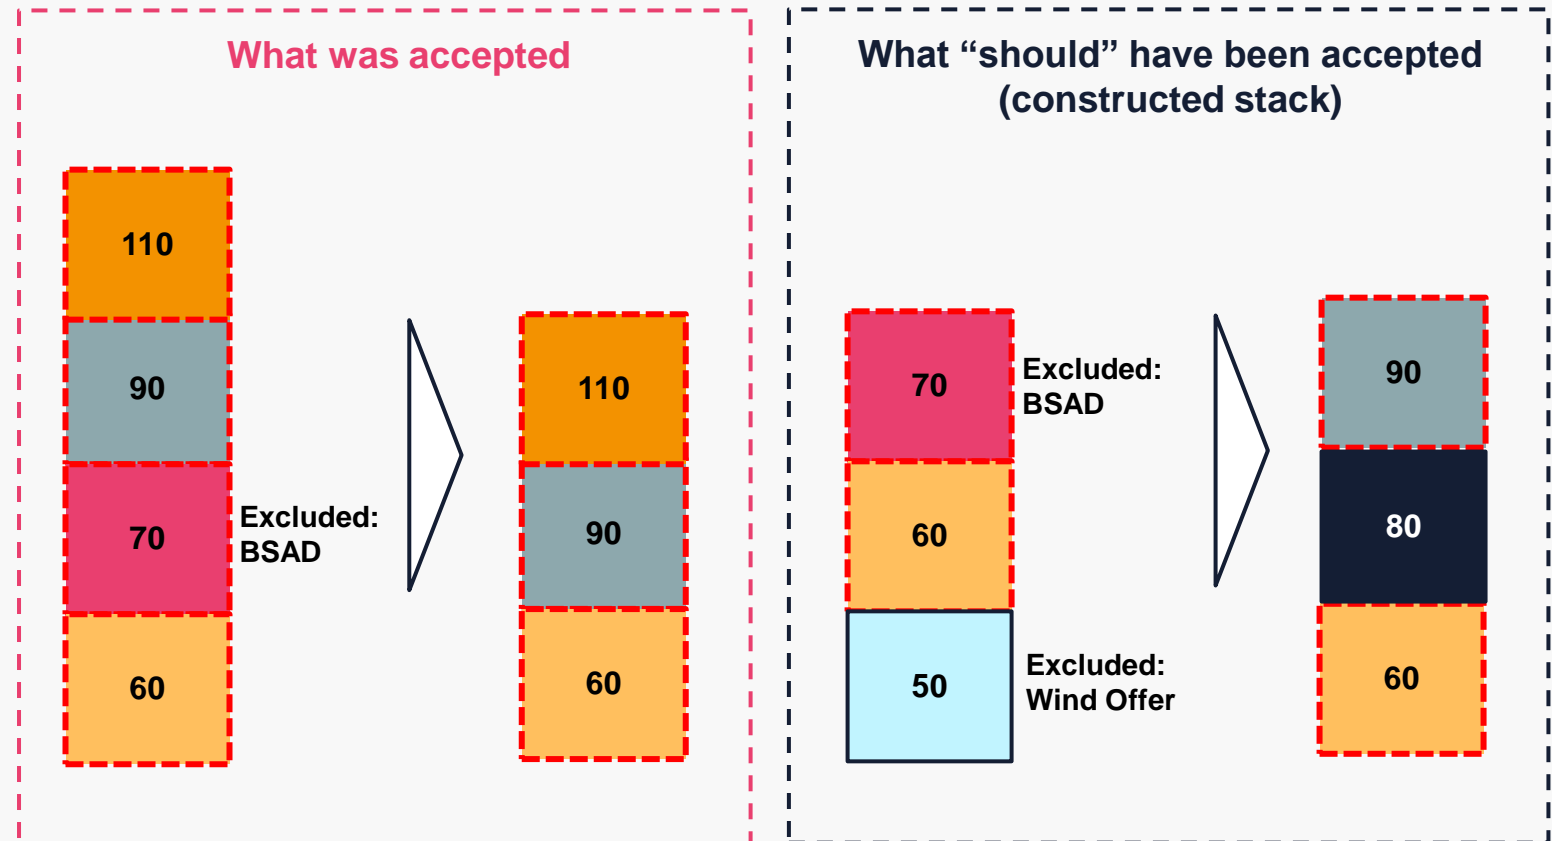 What was accepted
110
90
70
Excluded:
BSAD
60
110
90
60
What “should” have been accepted
(constructed stack)
70
Excluded:
BSAD
60
50
Excluded:
Wind Offer
90
80
60